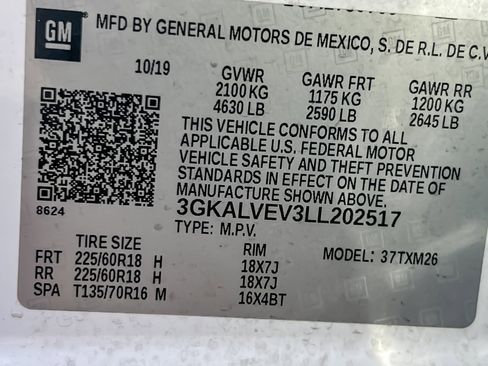 GM
BY GENERAL MOTORS DE MEXICO, S. DE R.L. DE C.V
10/19 GVWR GAWR FRT GAWR RR
2100 KG 1175 KG 1200 KG
4630 LB 2590 LB 2645 LB
THIS VEHICLE CONFORMS TO ALL
APPLICABLE U.S. FEDERAL MOTOR
VEHICLE SAFETY AND THEFT PREVENTION
STANDARDS IN EFFECT ON THE DATE OF
MANUFACTURE SHOWN ABOVE.
8624 3GKALVEV3LL202517
TYPE: M.P.V.
TIRE SIZE RIM MODEL: 37TXM26
FRT 225/60R18 H 18X7J
RR 225/60R18 H 18X7J
SPA T135/70R16 M 16X4BT